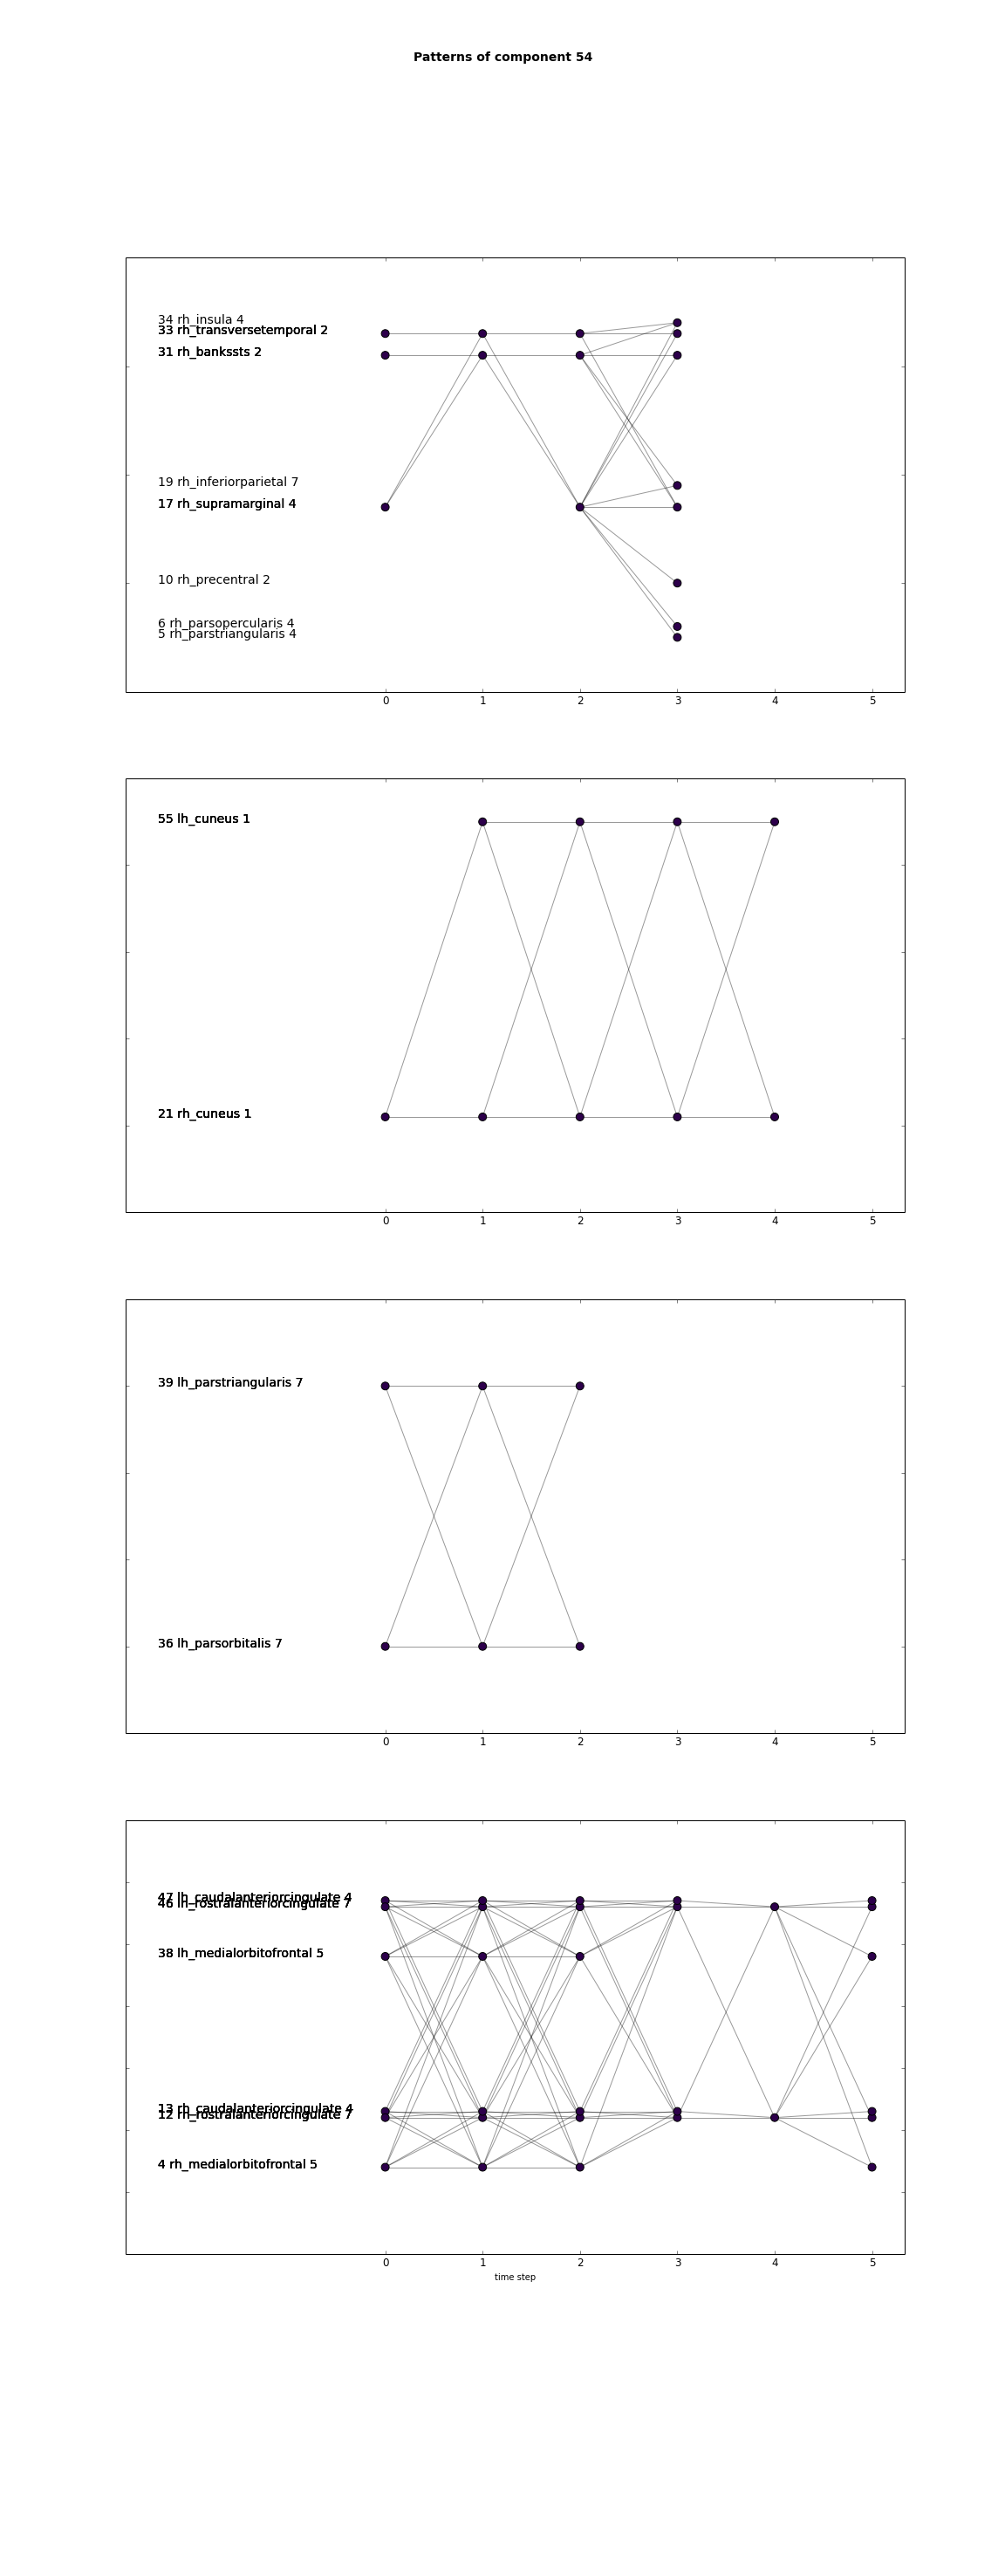 Patterns of component 54
34 rh_insula 4
33 rh_transversetemporal 2
31 rh_bankssts 2
19 rh_inferiorparietal 7
17 rh_supramarginal 4
10 rh_precentral 2
6 rh_parsopercularis 4
5 rh_parstriangularis 4
0 1 2 3 4 5
55 lh_cuneus 1
21 rh_cuneus 1
0 1 2 3 4 5
39 lh_parstriangularis 7
36 lh_parsorbitalis 7
0 1 2 3 4 5
47 lh_caudalanteriorcingulate 4
46 lh_rostralanteriorcingulate 7
38 lh_medialorbitofrontal 5
13 rh_caudalanteriorcingulate 4
12 rh_rostralanteriorcingulate 7
4 rh_medialorbitofrontal 5
0 1 2 3 4 5
time step